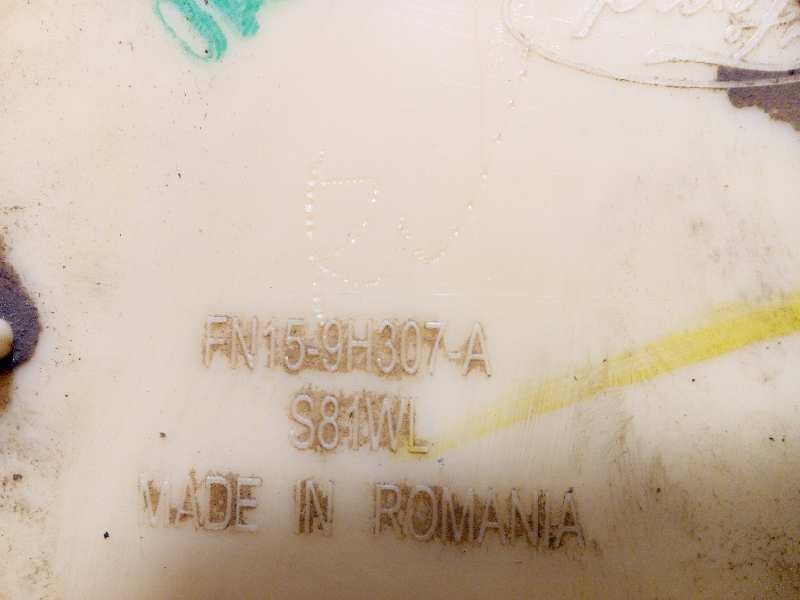 FN15-9H307-A
S81WL
MADE IN ROMANIA